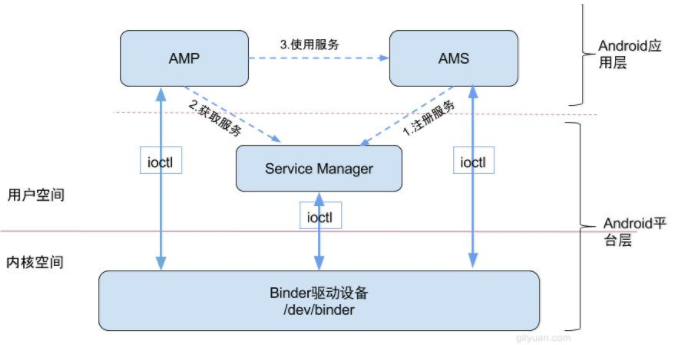 3.使用服务
AMP
AMS
Android应
用层
2.获取服务
1.注册服务
ioctl
Service Manager
ioctl
ioctl
用户空间
Android平
台层
内核空间
Binder驱动设备
/dev/binder
gityuan.com